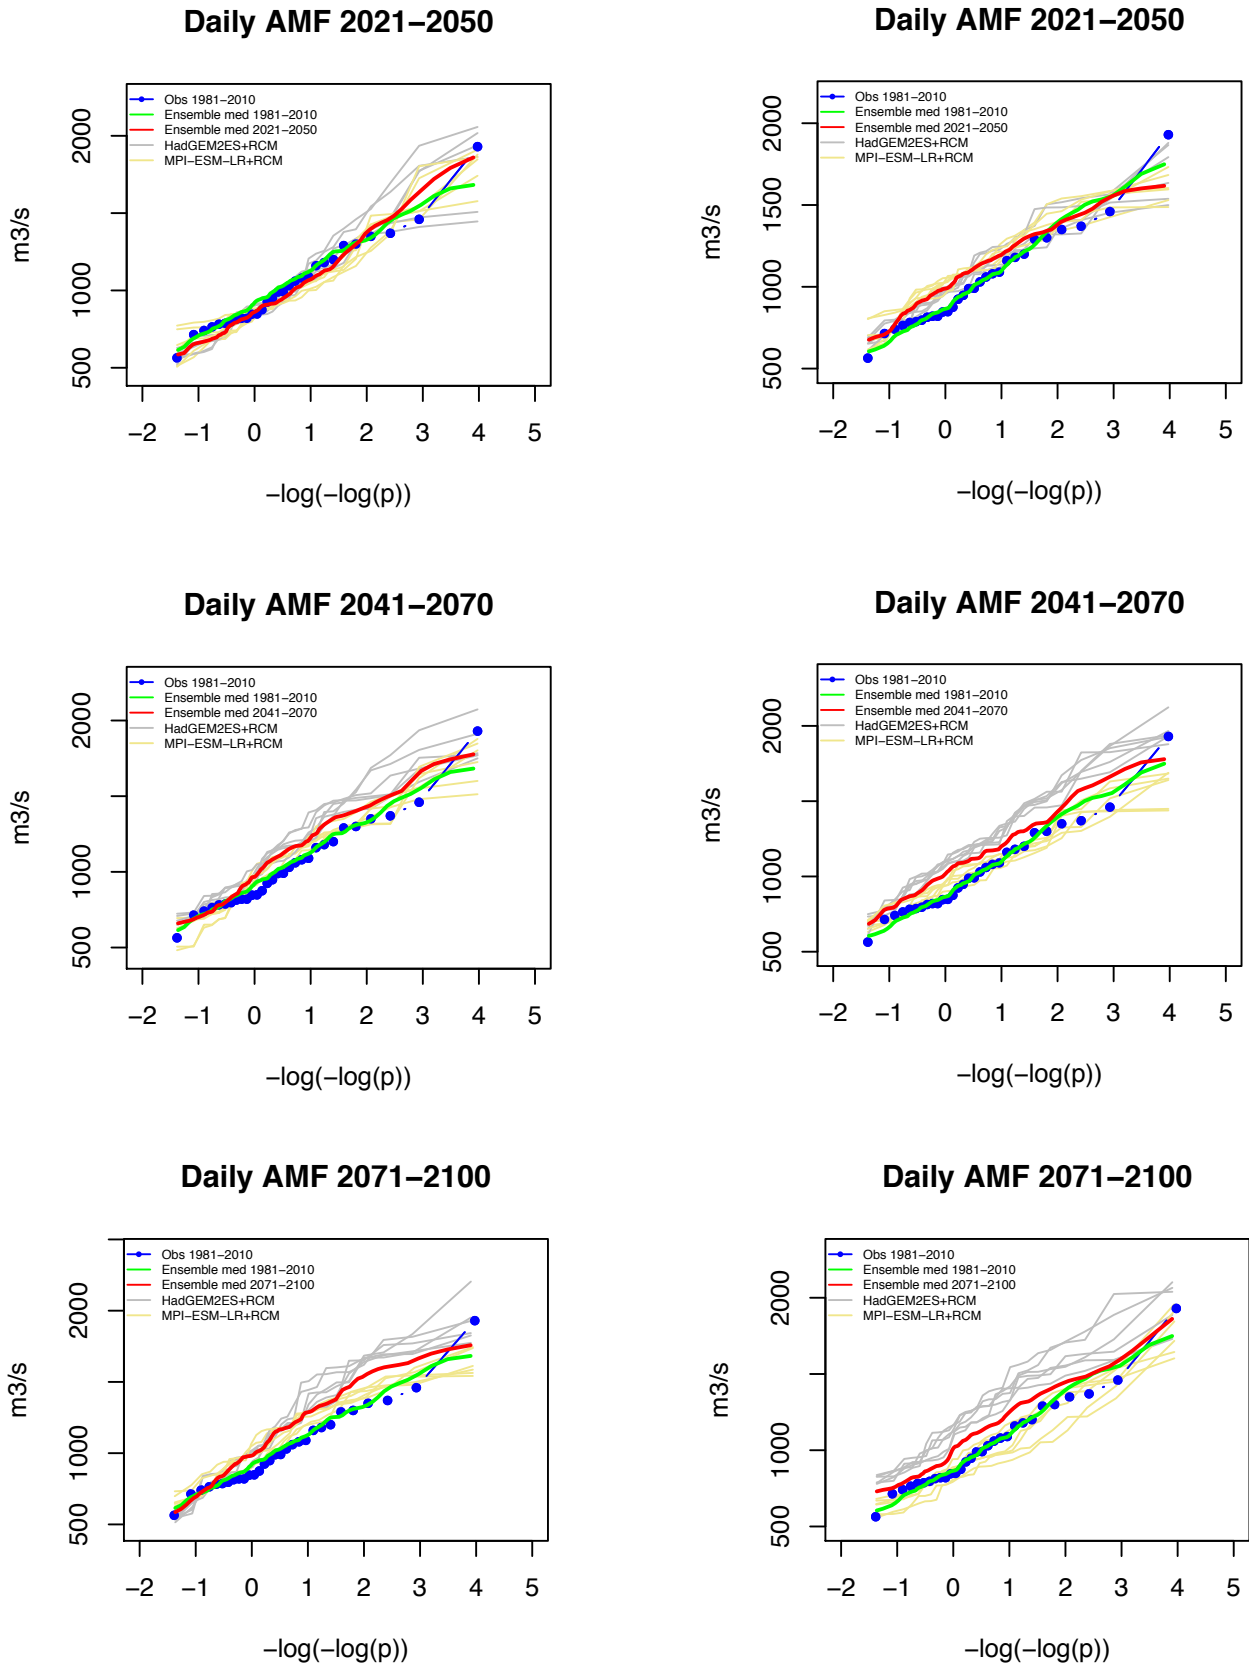 Daily AMF 2021−2050
Obs 1981−2010
Ensemble med 1981−2010
Ensemble med 2021−2050
HadGEM2ES+RCM
MPI−ESM−LR+RCM
m3/s
2000
1000
500
−2 −1 0 1 2 3 4 5
−log(−log(p))
Daily AMF 2021−2050
Obs 1981−2010
Ensemble med 1981−2010
Ensemble med 2021−2050
HadGEM2ES+RCM
MPI−ESM−LR+RCM
m3/s
2000
1500
1000
500
−2 −1 0 1 2 3 4 5
−log(−log(p))
Daily AMF 2041−2070
Obs 1981−2010
Ensemble med 1981−2010
Ensemble med 2041−2070
HadGEM2ES+RCM
MPI−ESM−LR+RCM
m3/s
2000
1000
500
−2 −1 0 1 2 3 4 5
−log(−log(p))
Daily AMF 2041−2070
Obs 1981−2010
Ensemble med 1981−2010
Ensemble med 2041−2070
HadGEM2ES+RCM
MPI−ESM−LR+RCM
m3/s
2000
1000
500
−2 −1 0 1 2 3 4 5
−log(−log(p))
Daily AMF 2071−2100
Obs 1981−2010
Ensemble med 1981−2010
Ensemble med 2071−2100
HadGEM2ES+RCM
MPI−ESM−LR+RCM
m3/s
2000
1000
500
−2 −1 0 1 2 3 4 5
−log(−log(p))
Daily AMF 2071−2100
Obs 1981−2010
Ensemble med 1981−2010
Ensemble med 2071−2100
HadGEM2ES+RCM
MPI−ESM−LR+RCM
m3/s
2000
1000
500
−2 −1 0 1 2 3 4 5
−log(−log(p))